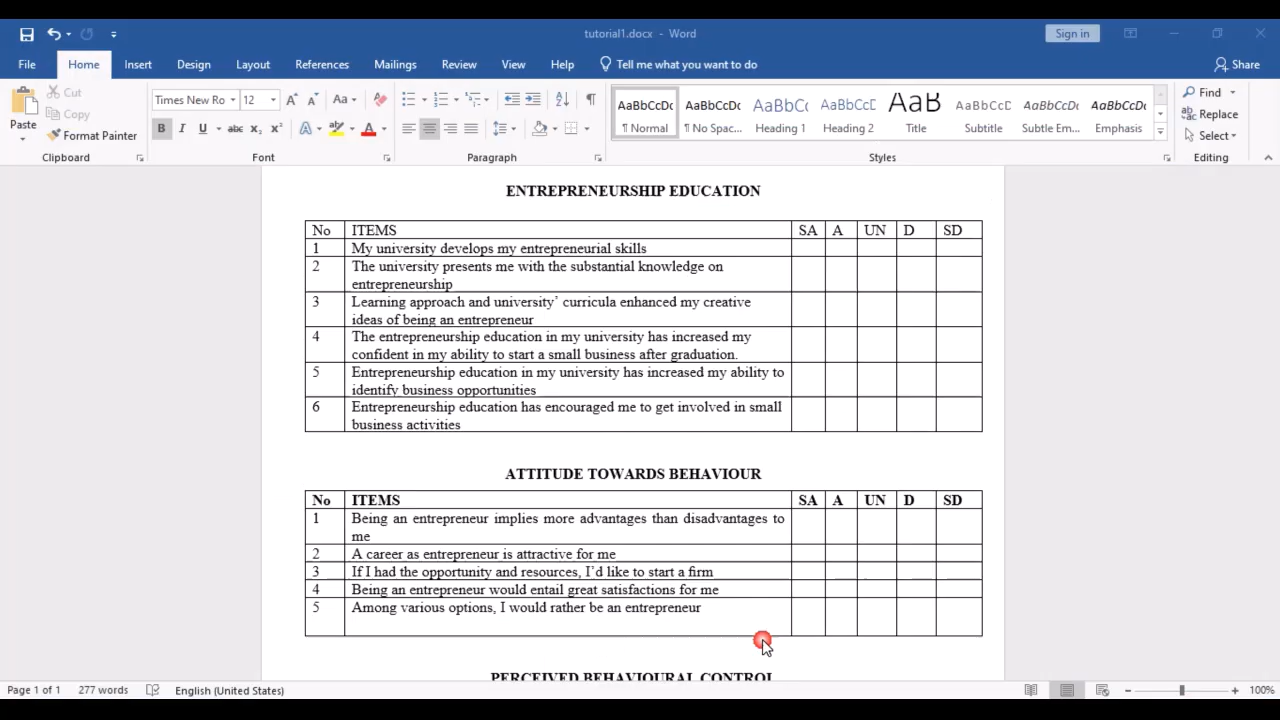 tutorial1.docx - Word
Sign in
File Home Insert Design Layout References Mailings Review View Help Tell me what you want to do Share
Paste
Cut
Copy
Format Painter
Clipboard
Times New Ro 12
Font
Paragraph
AaBbCcDc AaBbCcDc AaBbCc AaBbCcD AaB AaBbCcD AaBbCcDc AaBbCcDc
¶ Normal ¶ No Spac... Heading 1 Heading 2 Title Subtitle Subtle Em... Emphasis
Styles
Find
Replace
Select
Editing
ENTREPRENEURSHIP EDUCATION
No ITEMS SA A UN D SD
1 My university develops my entrepreneurial skills
2 The university presents me with the substantial knowledge on
entrepreneurship
3 Learning approach and university’ curricula enhanced my creative
ideas of being an entrepreneur
4 The entrepreneurship education in my university has increased my
confident in my ability to start a small business after graduation.
5 Entrepreneurship education in my university has increased my ability to
identify business opportunities
6 Entrepreneurship education has encouraged me to get involved in small
business activities
ATTITUDE TOWARDS BEHAVIOUR
No ITEMS SA A UN D SD
1 Being an entrepreneur implies more advantages than disadvantages to
me
2 A career as entrepreneur is attractive for me
3 If I had the opportunity and resources, I’d like to start a firm
4 Being an entrepreneur would entail great satisfactions for me
5 Among various options, I would rather be an entrepreneur
PERCEIVED BEHAVIOURAL CONTROL
Page 1 of 1 277 words English (United States) 100%